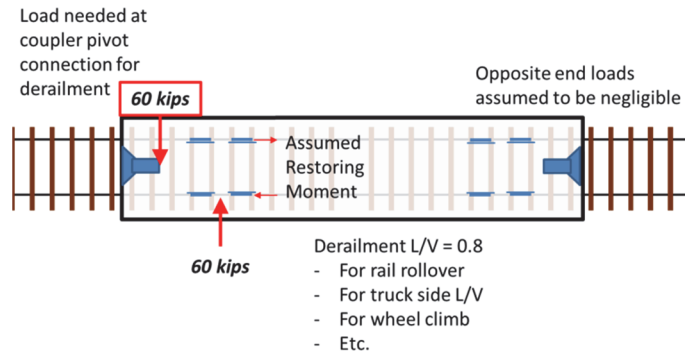 Load needed at
coupler pivot
connection for
derailment
60 kips
Opposite end loads
assumed to be negligible
Assumed
Restoring
Moment
60 kips
Derailment L/V = 0.8
- For rail rollover
- For truck side L/V
- For wheel climb
- Etc.